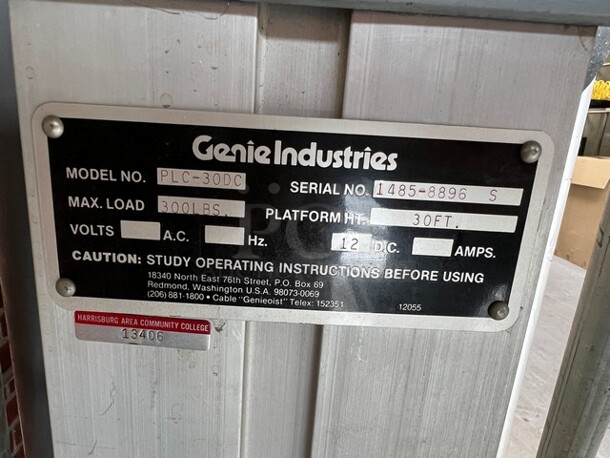 Genie Industries
MODEL NO. PLC-30DC SERIAL NO. 1485-8896 S
MAX. LOAD 300LBS. PLATFORM HT. 30FT.
VOLTS A.C. Hz. 12 D.C. AMPS.
CAUTION: STUDY OPERATING INSTRUCTIONS BEFORE USING
18340 North East 76th Street, P.O. Box 69
Redmond, Washington U.S.A. 98073-0069
(206) 881-1800 • Cable "Genieoist" Telex: 152351 12055
HARRISBURG AREA COMMUNITY COLLEGE
13406